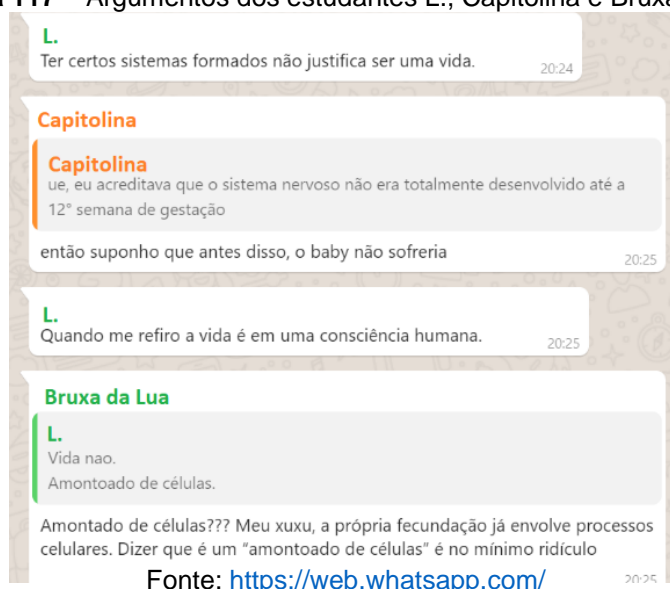 117 – Argumentos dos estudantes L., Capitolina e Bruxa
L.
Ter certos sistemas formados não justifica ser uma vida.
20:24
Capitolina
Capitolina
ue, eu acreditava que o sistema nervoso não era totalmente desenvolvido até a
12° semana de gestação
então suponho que antes disso, o baby não sofreria
20:25
L.
Quando me refiro a vida é em uma consciência humana.
20:25
Bruxa da Lua
L.
Vida nao.
Amontoado de células.
Amontado de células??? Meu xuxu, a própria fecundação já envolve processos
celulares. Dizer que é um “amontoado de células” é no mínimo ridículo
Fonte: https://web.whatsapp.com/
20:25